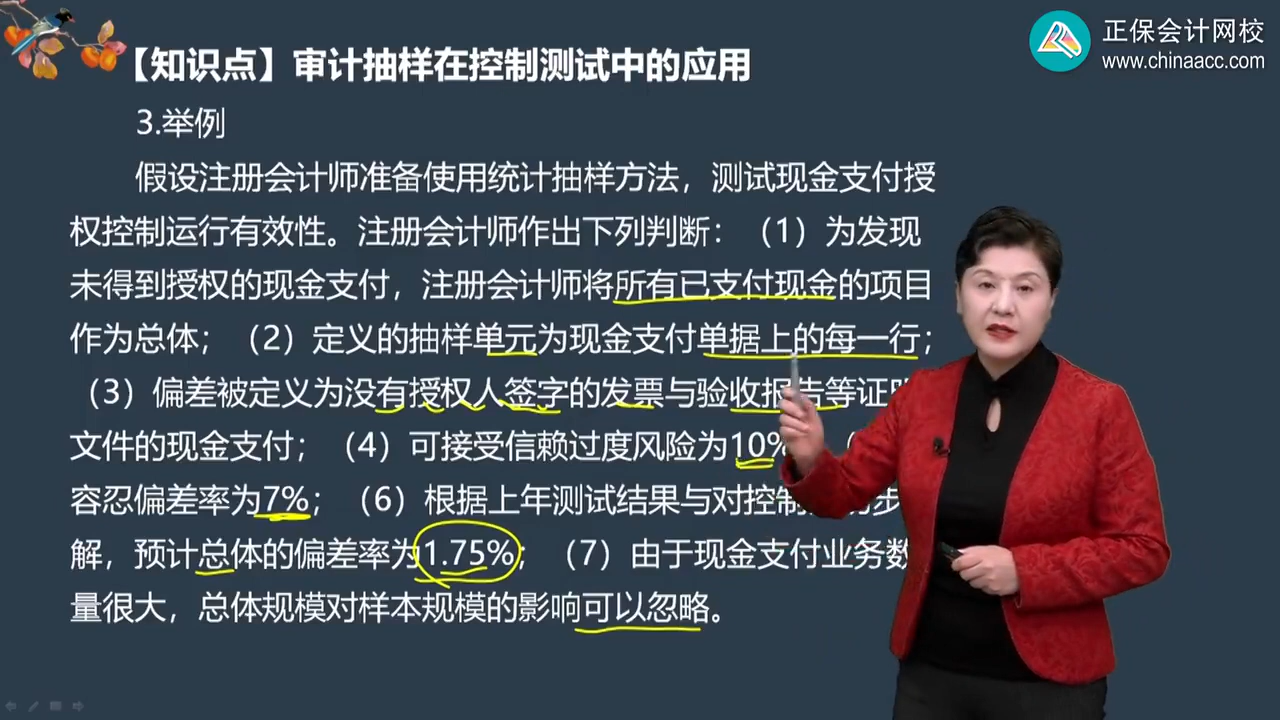 正保会计网校
www.chinaacc.com
【知识点】审计抽样在控制测试中的应用
3.举例
假设注册会计师准备使用统计抽样方法，测试现金支付授
权控制运行有效性。注册会计师作出下列判断：（1）为发现
未得到授权的现金支付，注册会计师将所有已支付现金的项目
作为总体；（2）定义的抽样单元为现金支付单据上的每一行；
（3）偏差被定义为没有授权人签字的发票与验收报告等证
文件的现金支付；（4）可接受信赖过度风险为10%
容忍偏差率为7%；（6）根据上年测试结果与对控制
解，预计总体的偏差率为1.75%；（7）由于现金支付业务数
量很大，总体规模对样本规模的影响可以忽略。